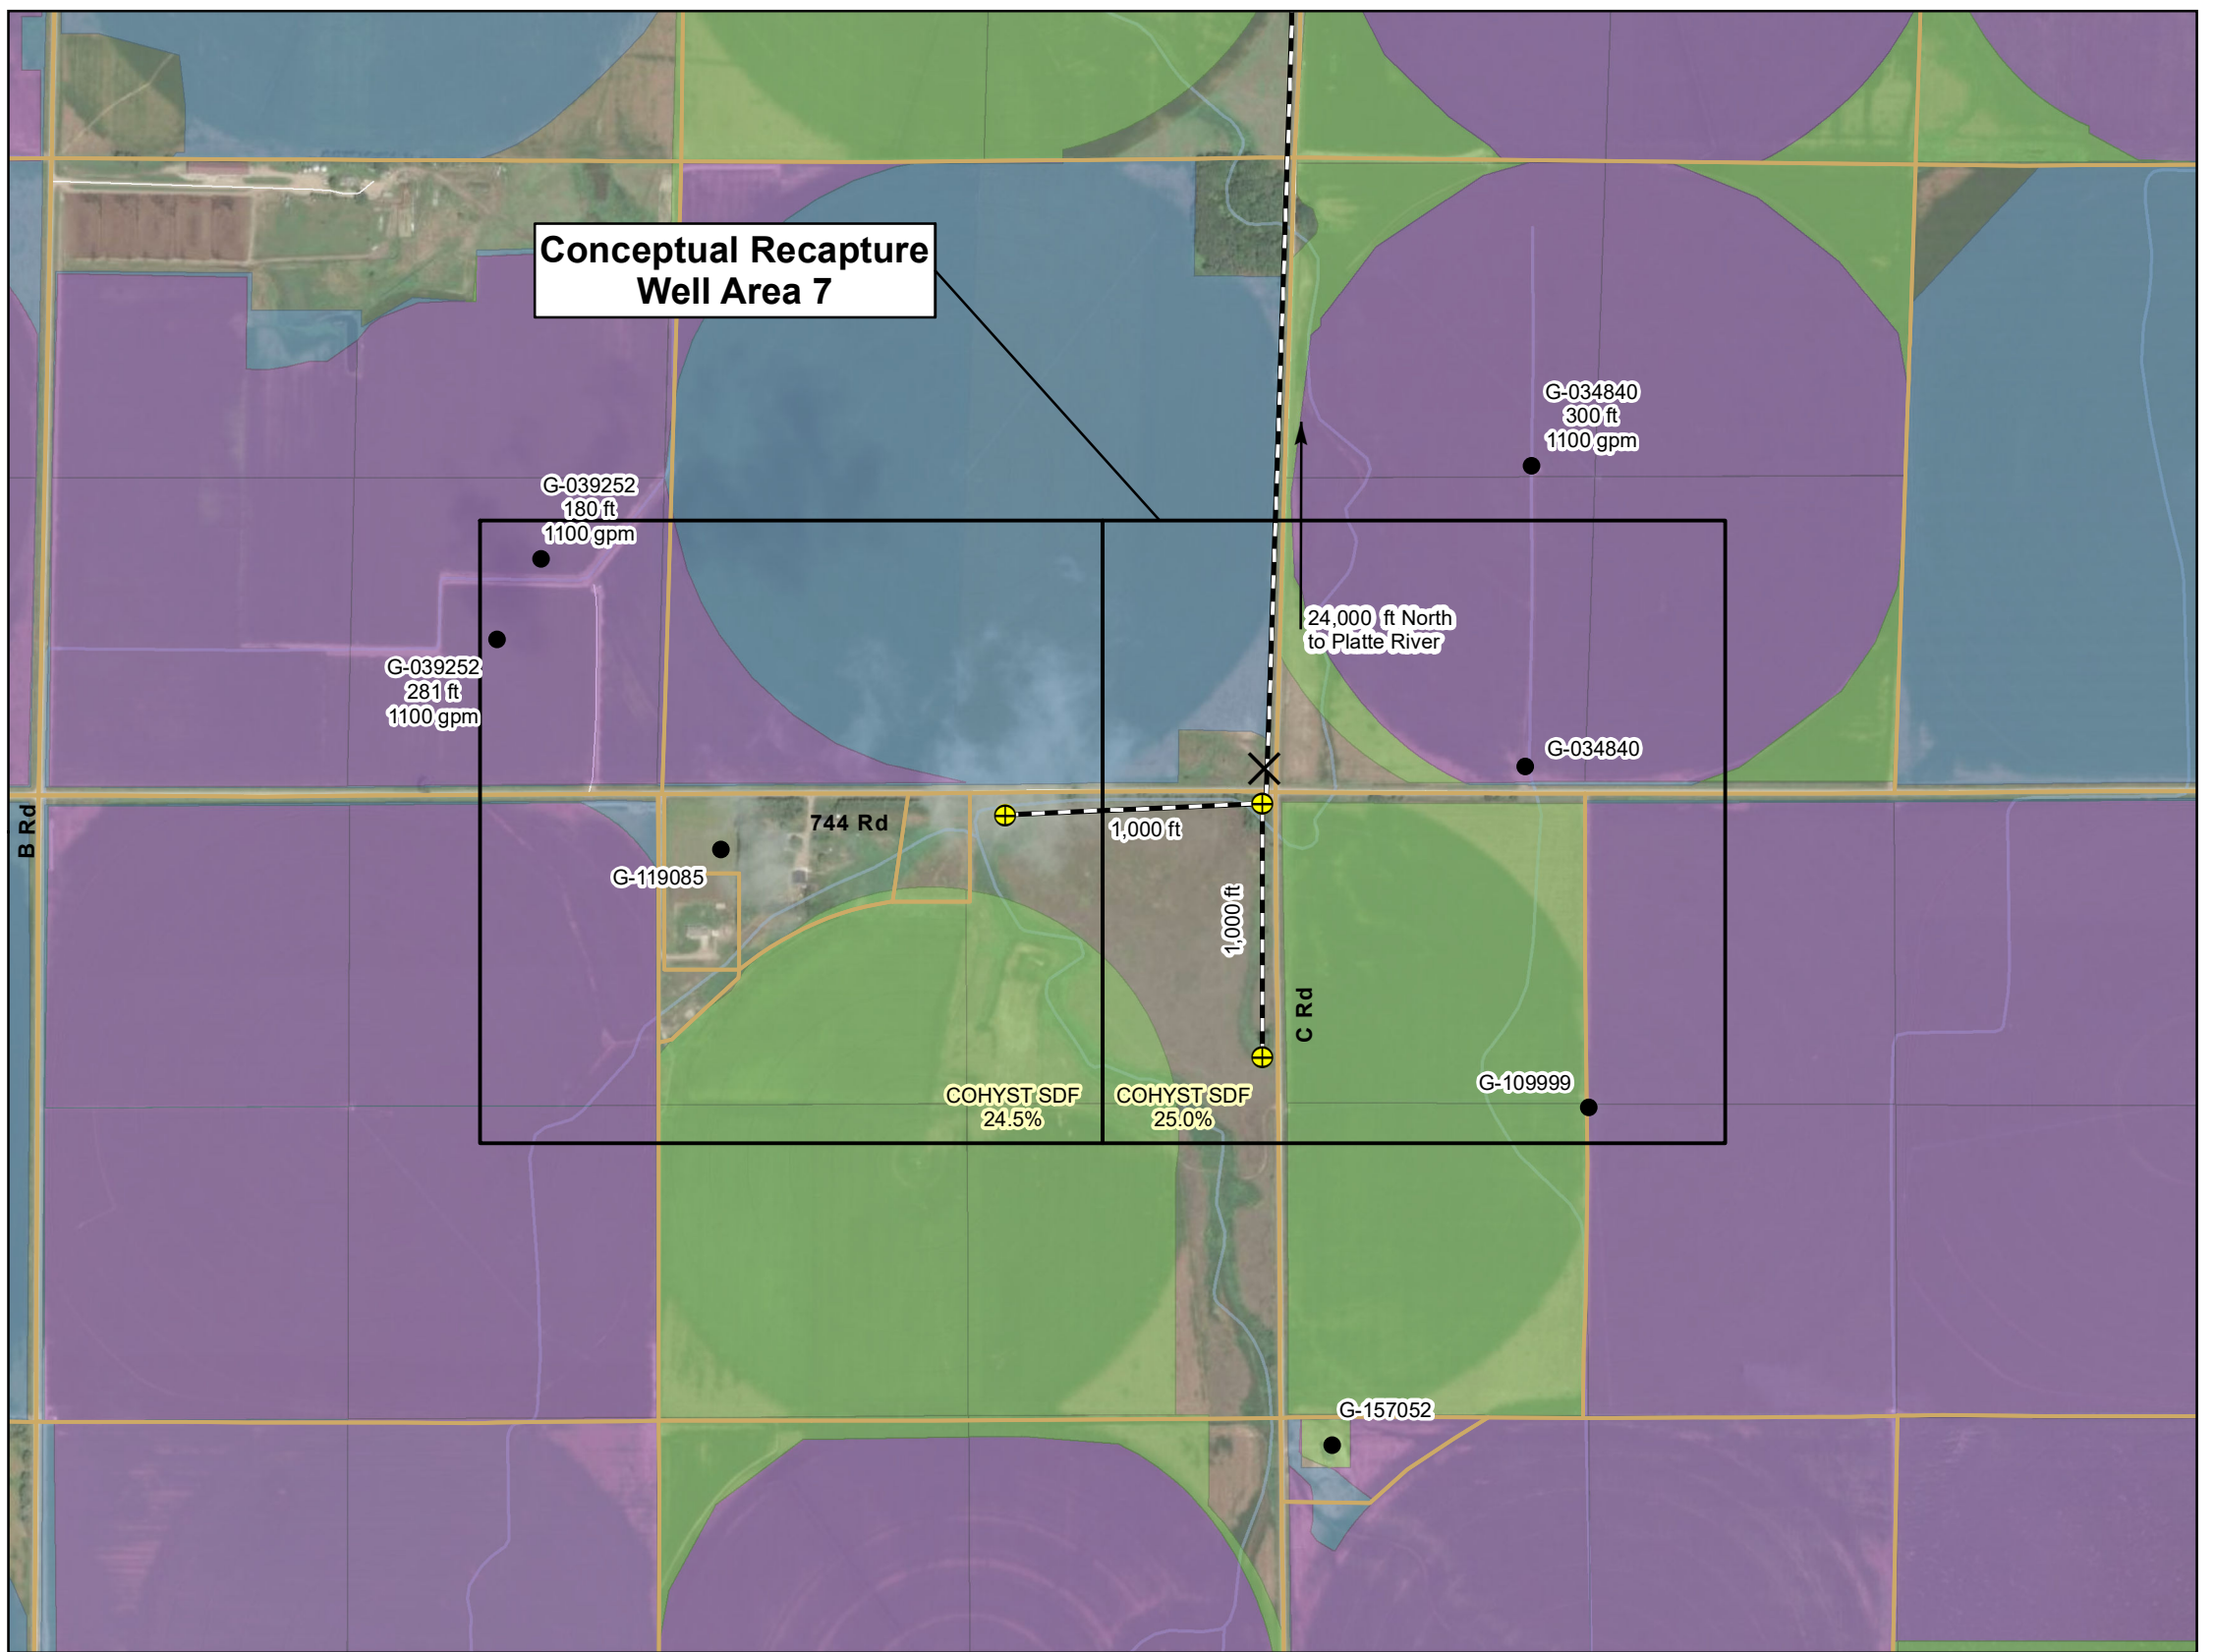 Conceptual Recapture
Well Area 7
G-034840
300 ft
1100 gpm
G-039252
180 ft
1100 gpm
24,000 ft North
to Platte River
G-039252
281 ft
1100 gpm
G-034840
B Rd
744 Rd
1,000 ft
G-119085
1,000 ft
C Rd
G-109999
COHYST SDF
24.5%
COHYST SDF
25.0%
G-157052